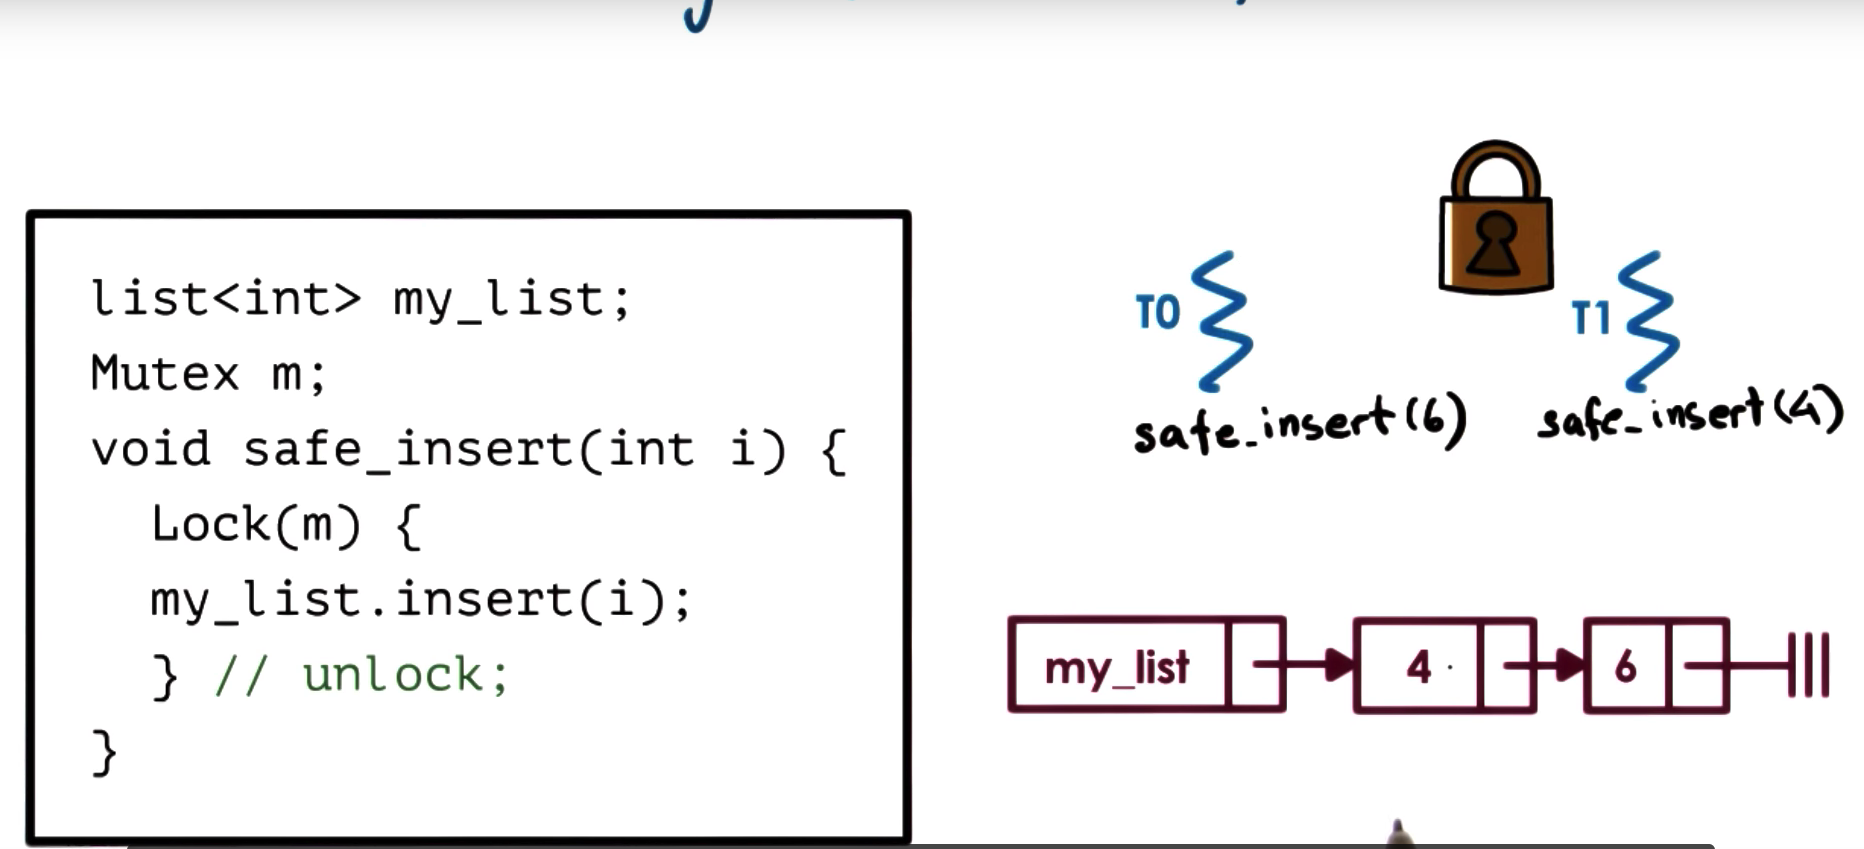 list<int> my_list;
Mutex m;
void safe_insert(int i) {
Lock(m) {
my_list.insert(i);
} // unlock;
}
T0
T1
safe_insert(6)
safe_insert(4)
my_list
4
6